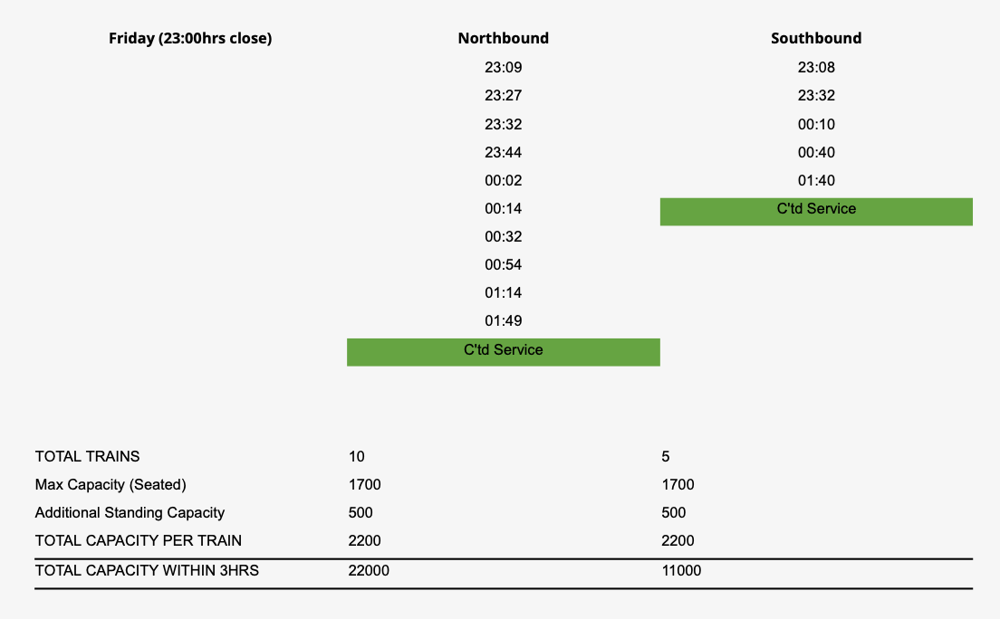 Friday (23:00hrs close) Northbound Southbound
23:09 23:08
23:27 23:32
23:32 00:10
23:44 00:40
00:02 01:40
00:14 C'td Service
00:32
00:54
01:14
01:49
C'td Service
TOTAL TRAINS 10 5
Max Capacity (Seated) 1700 1700
Additional Standing Capacity 500 500
TOTAL CAPACITY PER TRAIN 2200 2200
TOTAL CAPACITY WITHIN 3HRS 22000 11000